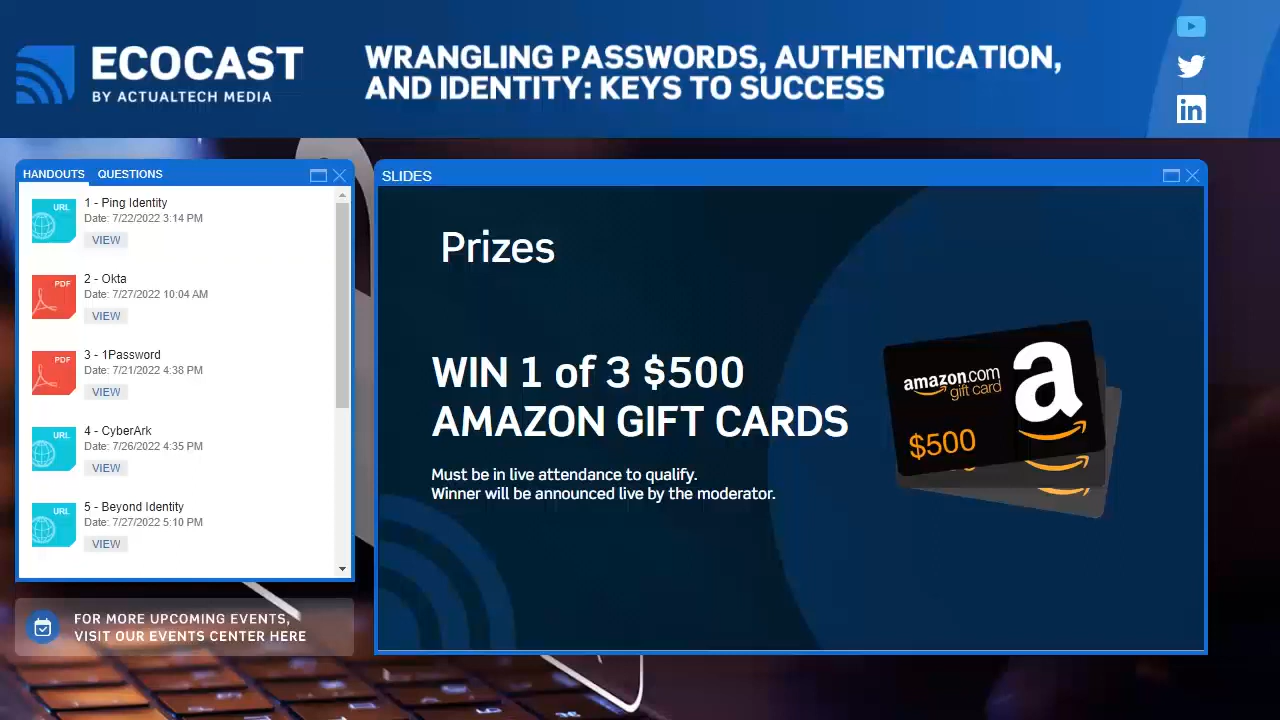 ECOCAST
BY ACTUALTECH MEDIA
WRANGLING PASSWORDS, AUTHENTICATION,
AND IDENTITY: KEYS TO SUCCESS
in
HANDOUTS QUESTIONS
URL
1 - Ping Identity
Date: 7/22/2022 3:14 PM
VIEW
PDF
2 - Okta
Date: 7/27/2022 10:04 AM
VIEW
PDF
3 - 1Password
Date: 7/21/2022 4:38 PM
VIEW
URL
4 - CyberArk
Date: 7/26/2022 4:35 PM
VIEW
URL
5 - Beyond Identity
Date: 7/27/2022 5:10 PM
VIEW
FOR MORE UPCOMING EVENTS,
VISIT OUR EVENTS CENTER HERE
SLIDES
Prizes
WIN 1 of 3 $500
AMAZON GIFT CARDS
Must be in live attendance to qualify.
Winner will be announced live by the moderator.
amazon.com
gift card
a
$500